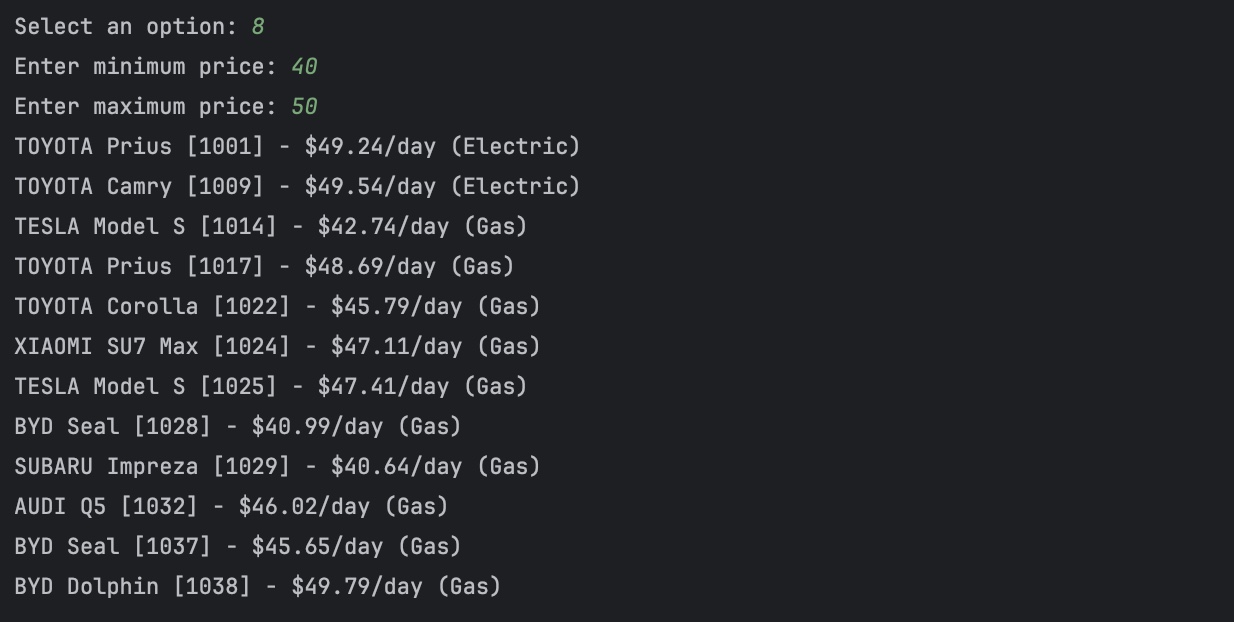 Select an option: 8
Enter minimum price: 40
Enter maximum price: 50
TOYOTA Prius [1001] - $49.24/day (Electric)
TOYOTA Camry [1009] - $49.54/day (Electric)
TESLA Model S [1014] - $42.74/day (Gas)
TOYOTA Prius [1017] - $48.69/day (Gas)
TOYOTA Corolla [1022] - $45.79/day (Gas)
XIAOMI SU7 Max [1024] - $47.11/day (Gas)
TESLA Model S [1025] - $47.41/day (Gas)
BYD Seal [1028] - $40.99/day (Gas)
SUBARU Impreza [1029] - $40.64/day (Gas)
AUDI Q5 [1032] - $46.02/day (Gas)
BYD Seal [1037] - $45.65/day (Gas)
BYD Dolphin [1038] - $49.79/day (Gas)